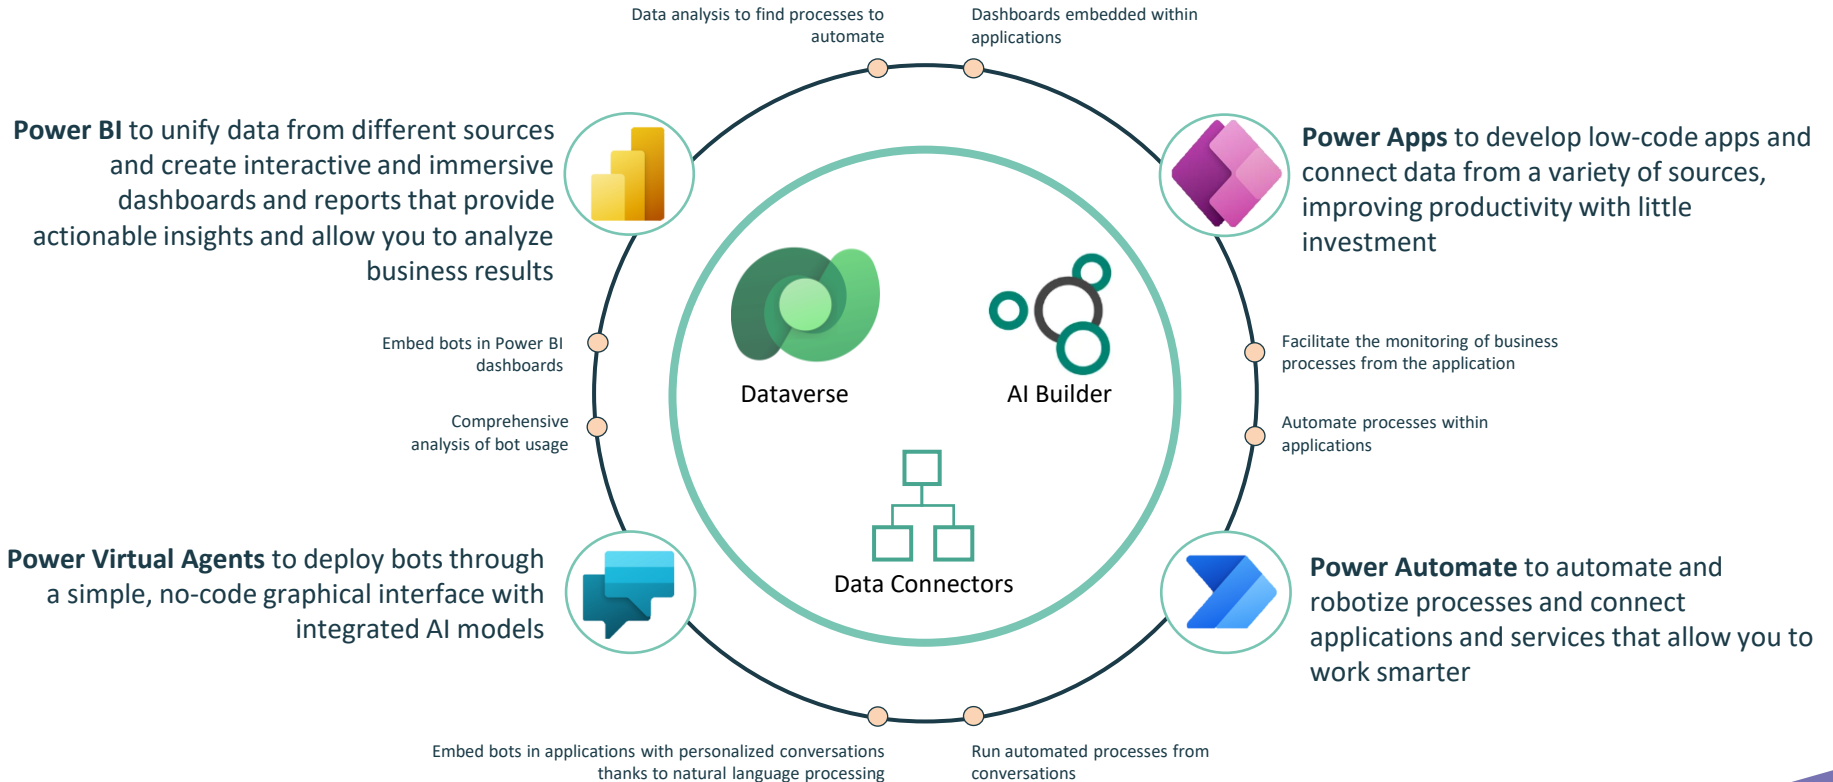 Data analysis to find processes to
automate
Dashboards embedded within
applications
Power BI to unify data from different sources
and create interactive and immersive
dashboards and reports that provide
actionable insights and allow you to analyze
business results
Power Apps to develop low-code apps and
connect data from a variety of sources,
improving productivity with little
investment
Embed bots in Power BI
dashboards
Comprehensive
analysis of bot usage
Dataverse
AI Builder
Data Connectors
Facilitate the monitoring of business
processes from the application
Automate processes within
applications
Power Virtual Agents to deploy bots through
a simple, no-code graphical interface with
integrated AI models
Power Automate to automate and
robotize processes and connect
applications and services that allow you to
work smarter
Embed bots in applications with personalized conversations
thanks to natural language processing
Run automated processes from
conversations